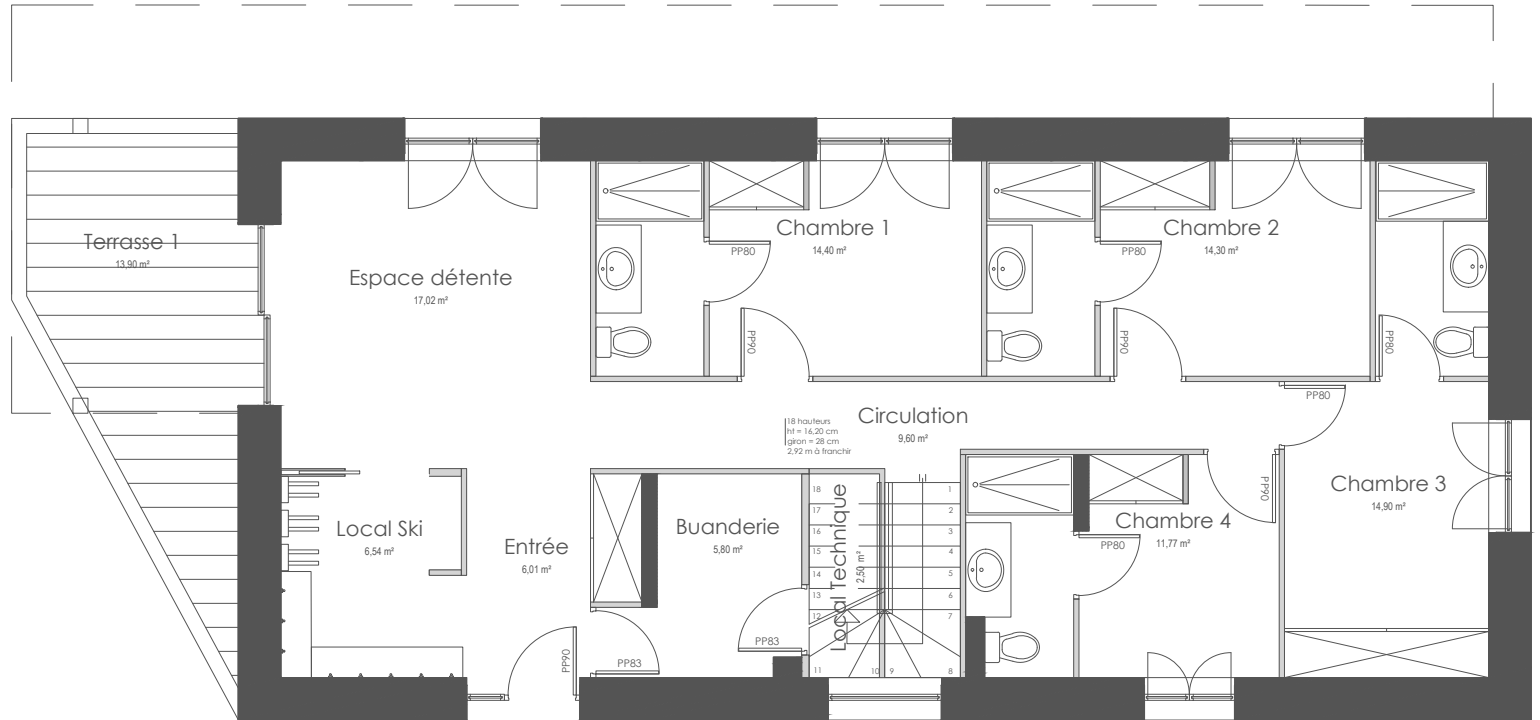 Terrasse 1
13,90 m²
Espace détente
17,02 m²
Chambre 1
14,40 m²
PP80
PP90
Chambre 2
14,30 m²
PP80
PP90
PP80
PP80
Circulation
9,60 m²
18 hauteurs
ht = 16,20 cm
giron = 28 cm
2,92 m à franchir
Chambre 3
14,90 m²
Local Ski
6,54 m²
Entrée
6,01 m²
PP90
PP83
Buanderie
5,80 m²
PP83
Local Technique
2,50 m²
18
17
16
15
14
13
12
11
10
9
8
7
6
5
4
3
2
1
Chambre 4
11,77 m²
PP80
PP90